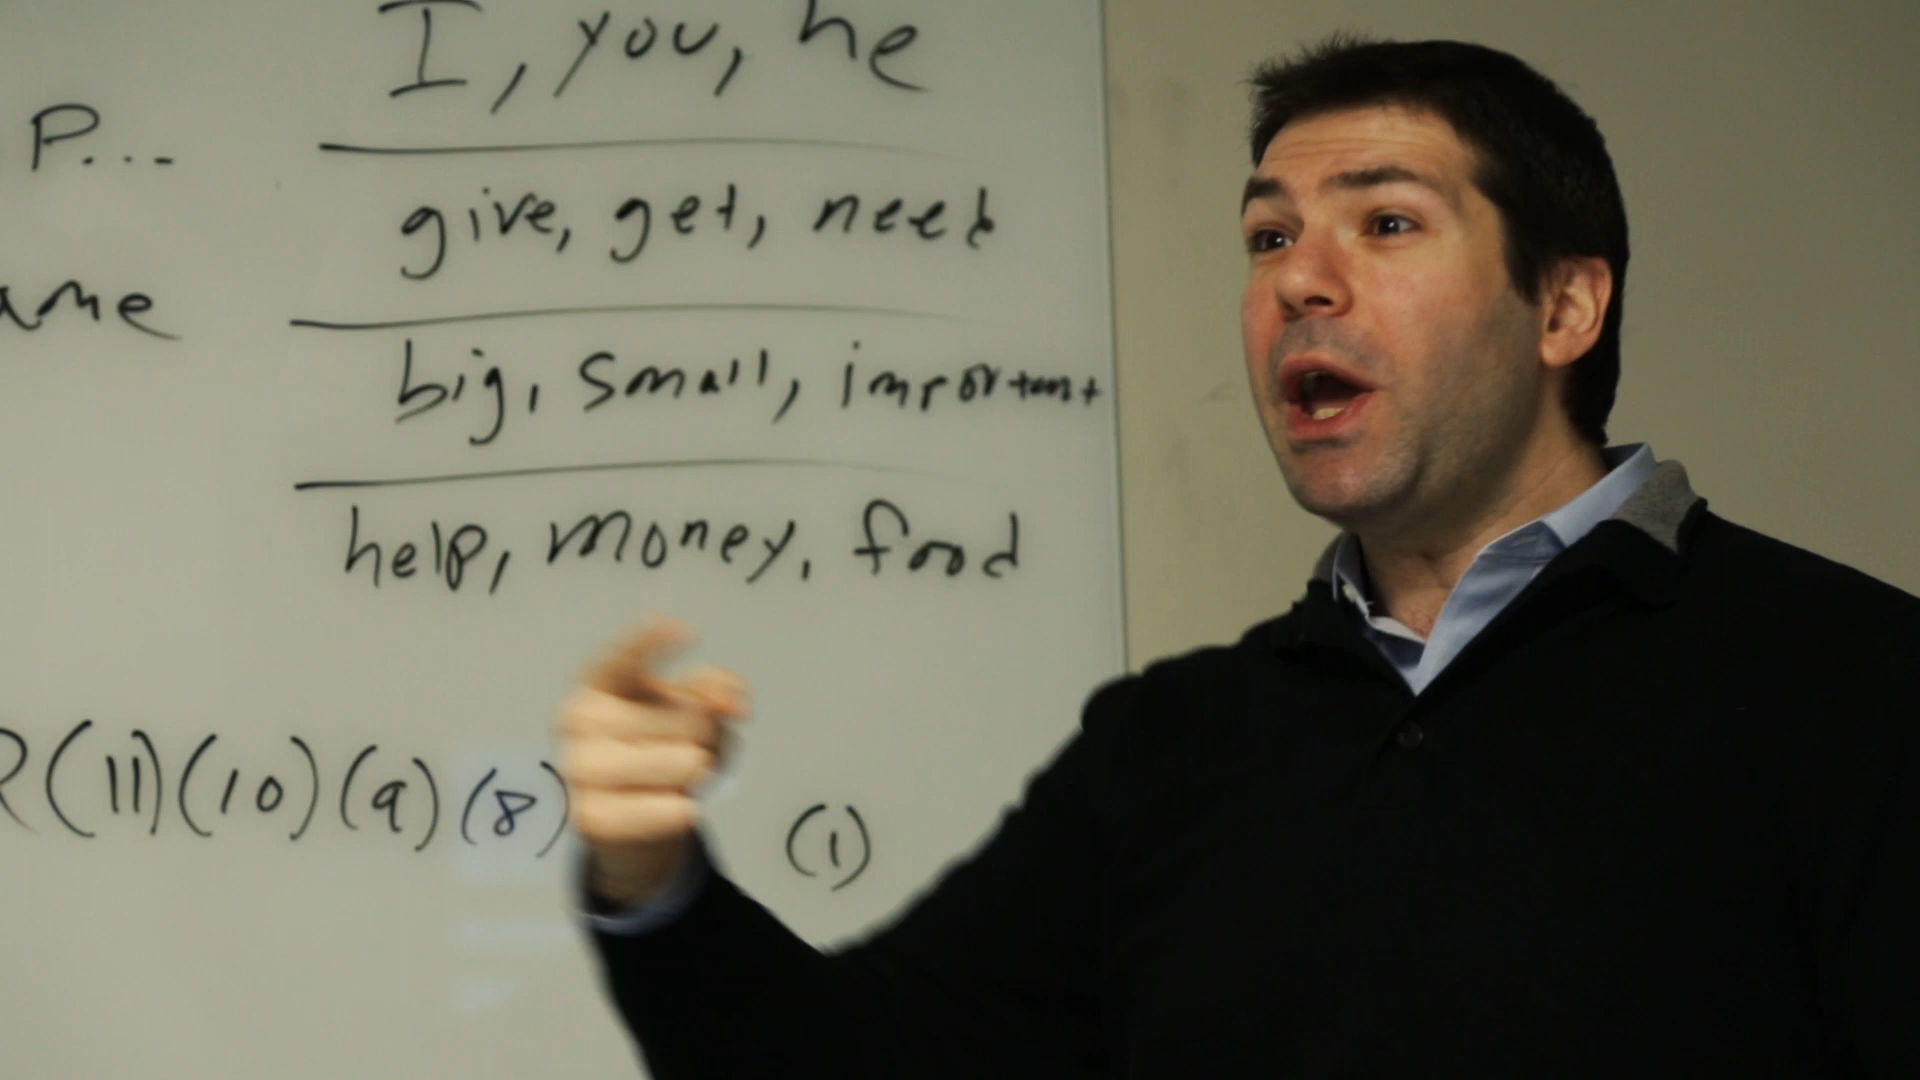 I, you, he
P...
give, get, need
ame
big, small, important
help, money, food
(11)(10)(9)(8) (1)